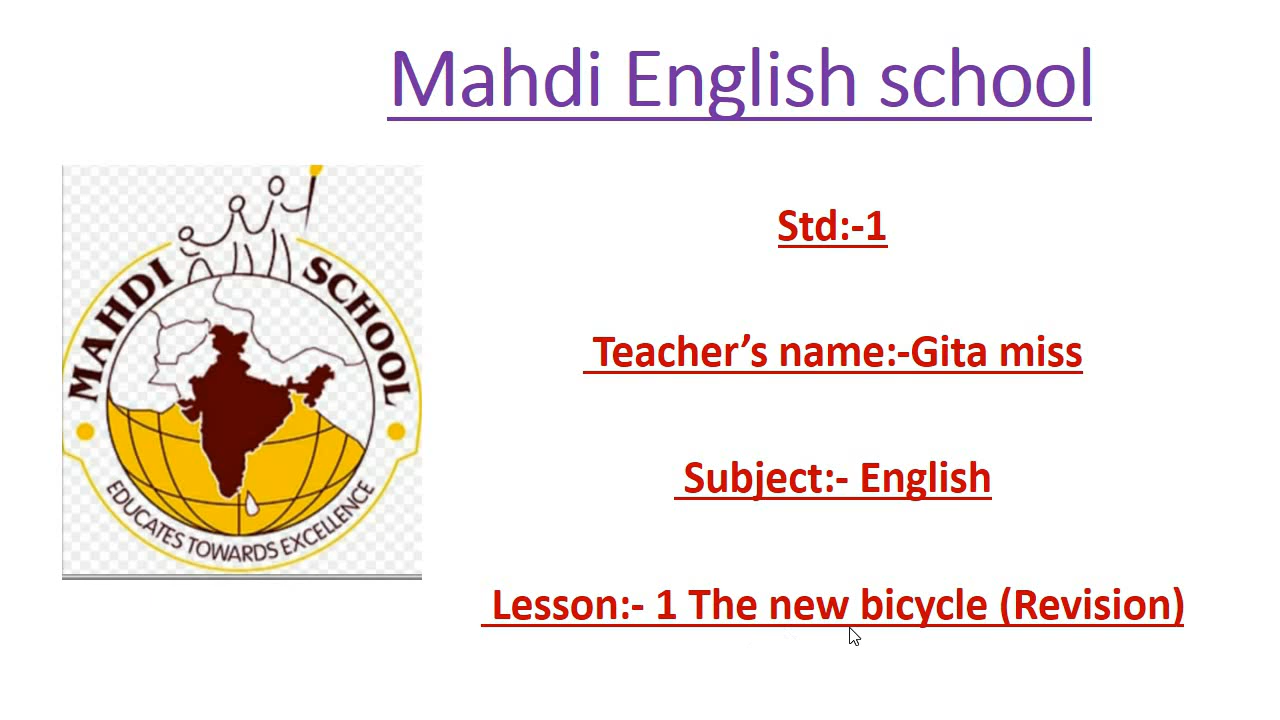 Mahdi English school
MAHDI SCHOOL
EDUCATES TOWARDS EXCELLENCE
Std:-1
Teacher’s name:-Gita miss
Subject:- English
Lesson:- 1 The new bicycle (Revision)